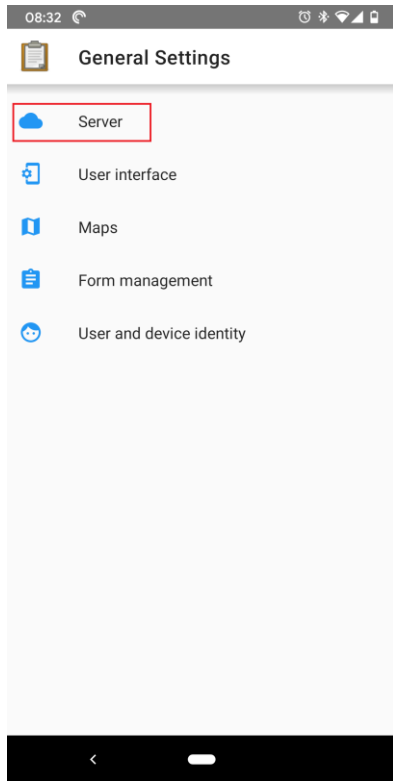 08:32
General Settings
Server
User interface
Maps
Form management
User and device identity